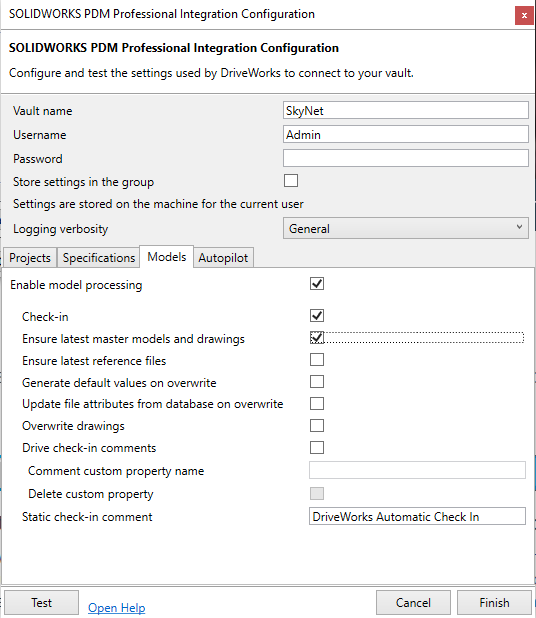 SOLIDWORKS PDM Professional Integration Configuration
x
SOLIDWORKS PDM Professional Integration Configuration
Configure and test the settings used by DriveWorks to connect to your vault.
Vault name SkyNet
Username Admin
Password
Store settings in the group
Settings are stored on the machine for the current user
Logging verbosity General
Projects Specifications Models Autopilot
Enable model processing
Check-in
Ensure latest master models and drawings
Ensure latest reference files
Generate default values on overwrite
Update file attributes from database on overwrite
Overwrite drawings
Drive check-in comments
Comment custom property name
Delete custom property
Static check-in comment DriveWorks Automatic Check In
Test Open Help Cancel Finish